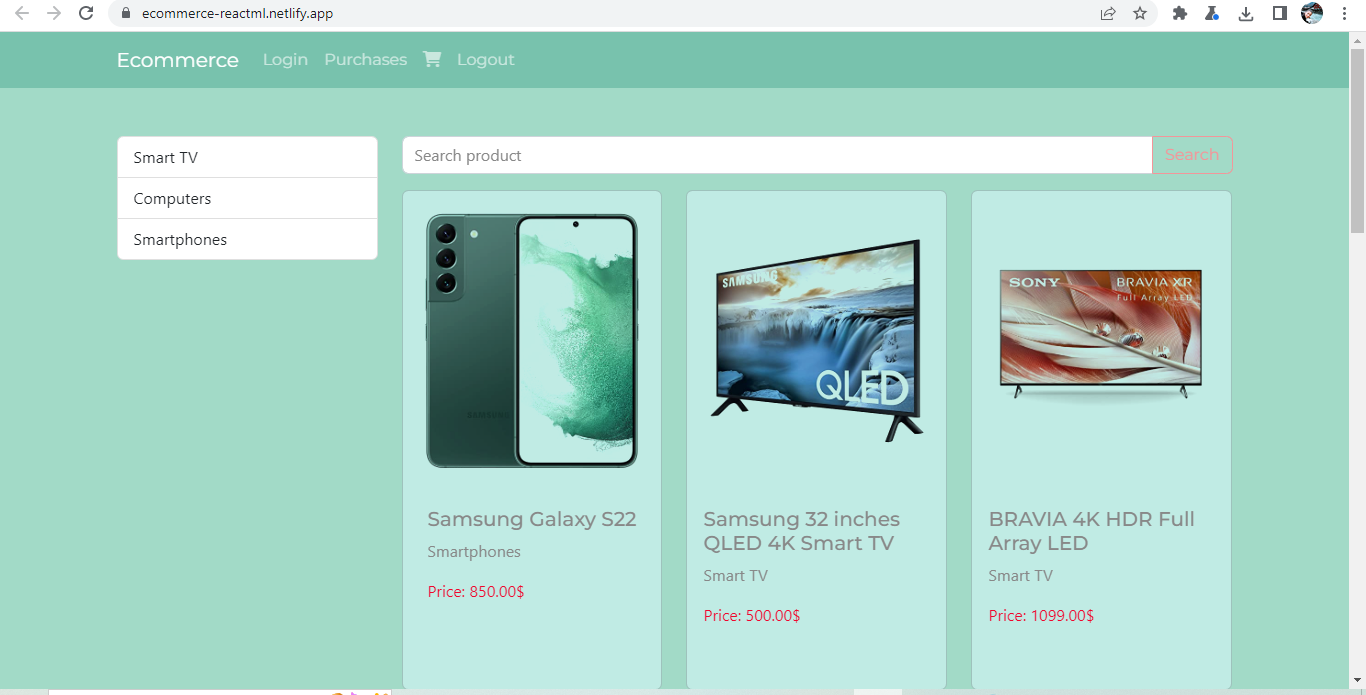 ecommerce-reactml.netlify.app
Ecommerce Login Purchases Logout
Smart TV
Computers
Smartphones
Search product Search
SAMSUNG
SAMSUNG
QLED
SONY BRAVIA XR
Full Array LED
Samsung Galaxy S22
Smartphones
Price: 850.00$
Samsung 32 inches
QLED 4K Smart TV
Smart TV
Price: 500.00$
BRAVIA 4K HDR Full
Array LED
Smart TV
Price: 1099.00$